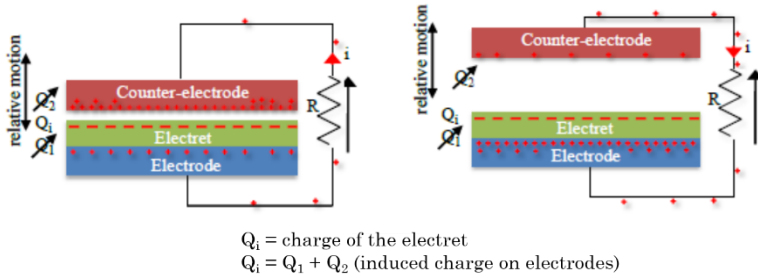 relative motion
Counter-electrode
Q₂
Qᵢ
Electret
Q₁
Electrode
R
i
relative motion
Counter-electrode
Q₂
Qᵢ
Electret
Q₁
Electrode
R
i
Qᵢ = charge of the electret
Qᵢ = Q₁ + Q₂ (induced charge on electrodes)